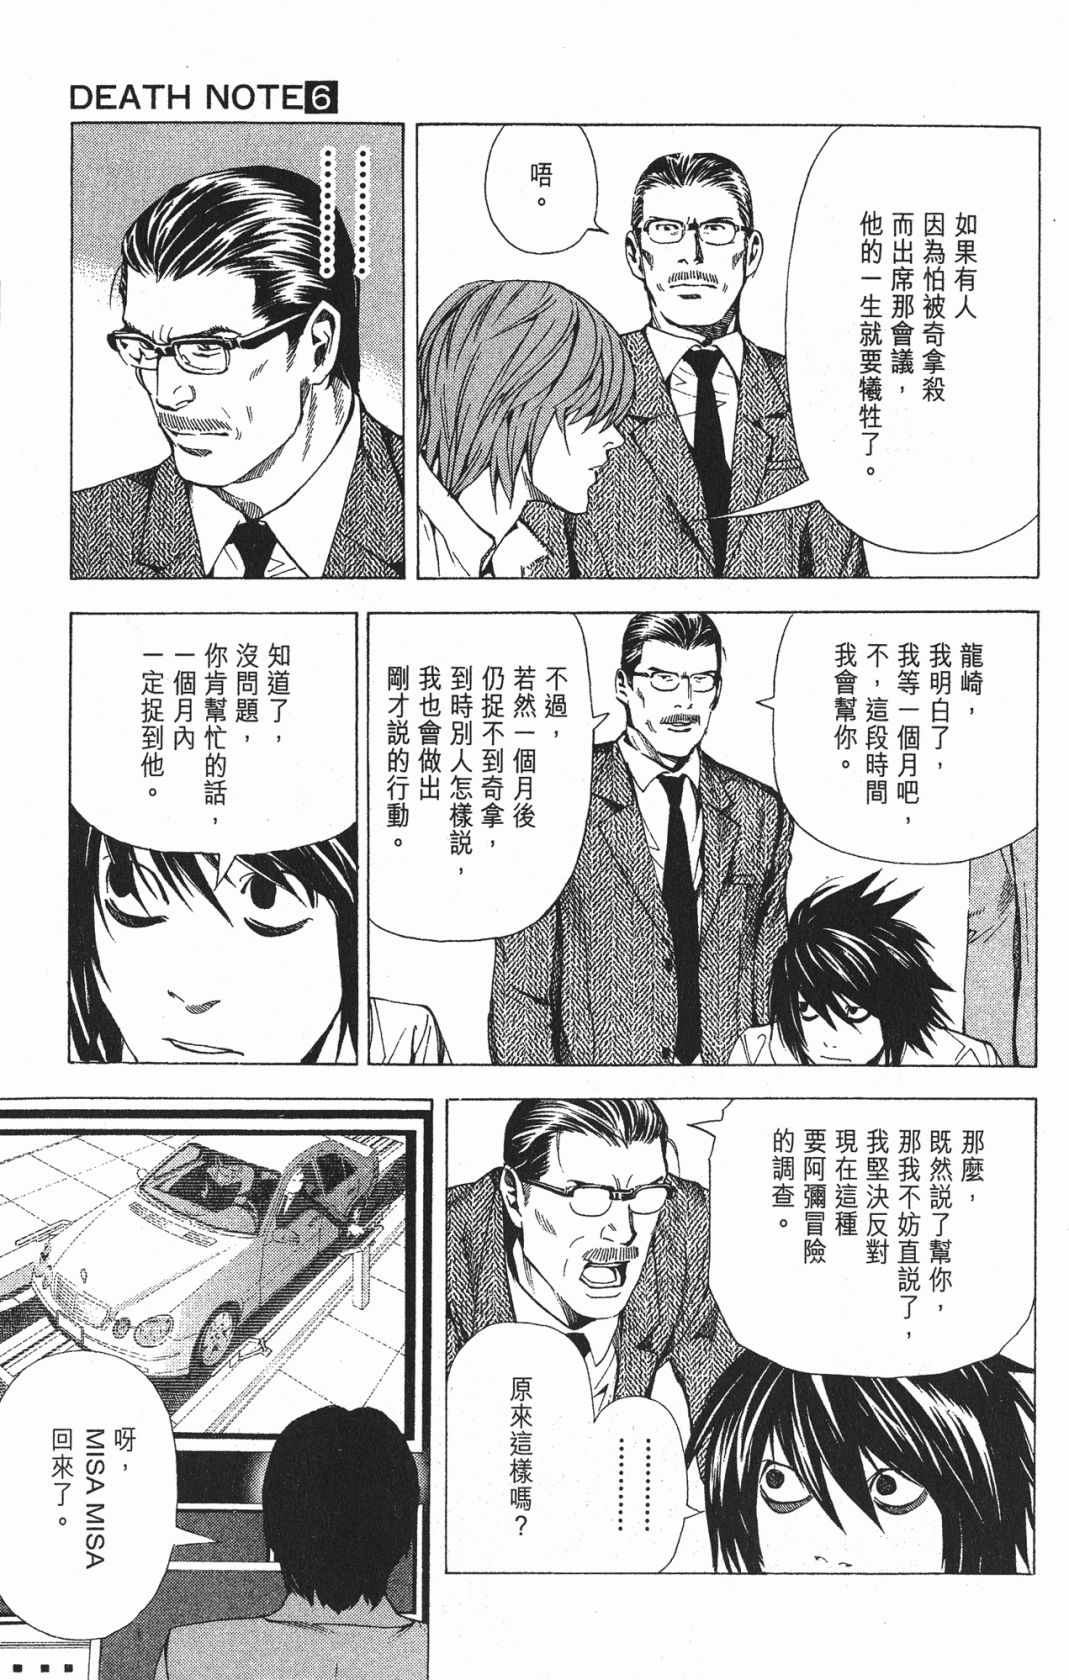 DEATH NOTE 6
如果有人
因為怕被奇拿殺
而出席那會議，
他的一生就要犧牲了。
唔。
………………
………………
龍崎，
我明白了，
我等一個月吧，
不，這段時間
我會幫你。
不過，
若然一個月後
仍捉不到奇拿，
到時別人怎樣説，
我也會做出
剛才説的行動。
知道了，
沒問題，
你肯幫忙的話，
一個月內
一定捉到他。
那麼，
既然説了幫你，
那我不妨直説了，
我堅決反對
現在這種
要阿彌冒險
的調查。
…………
…………
原來這樣嗎？
呀，
MISA MISA
回來了。